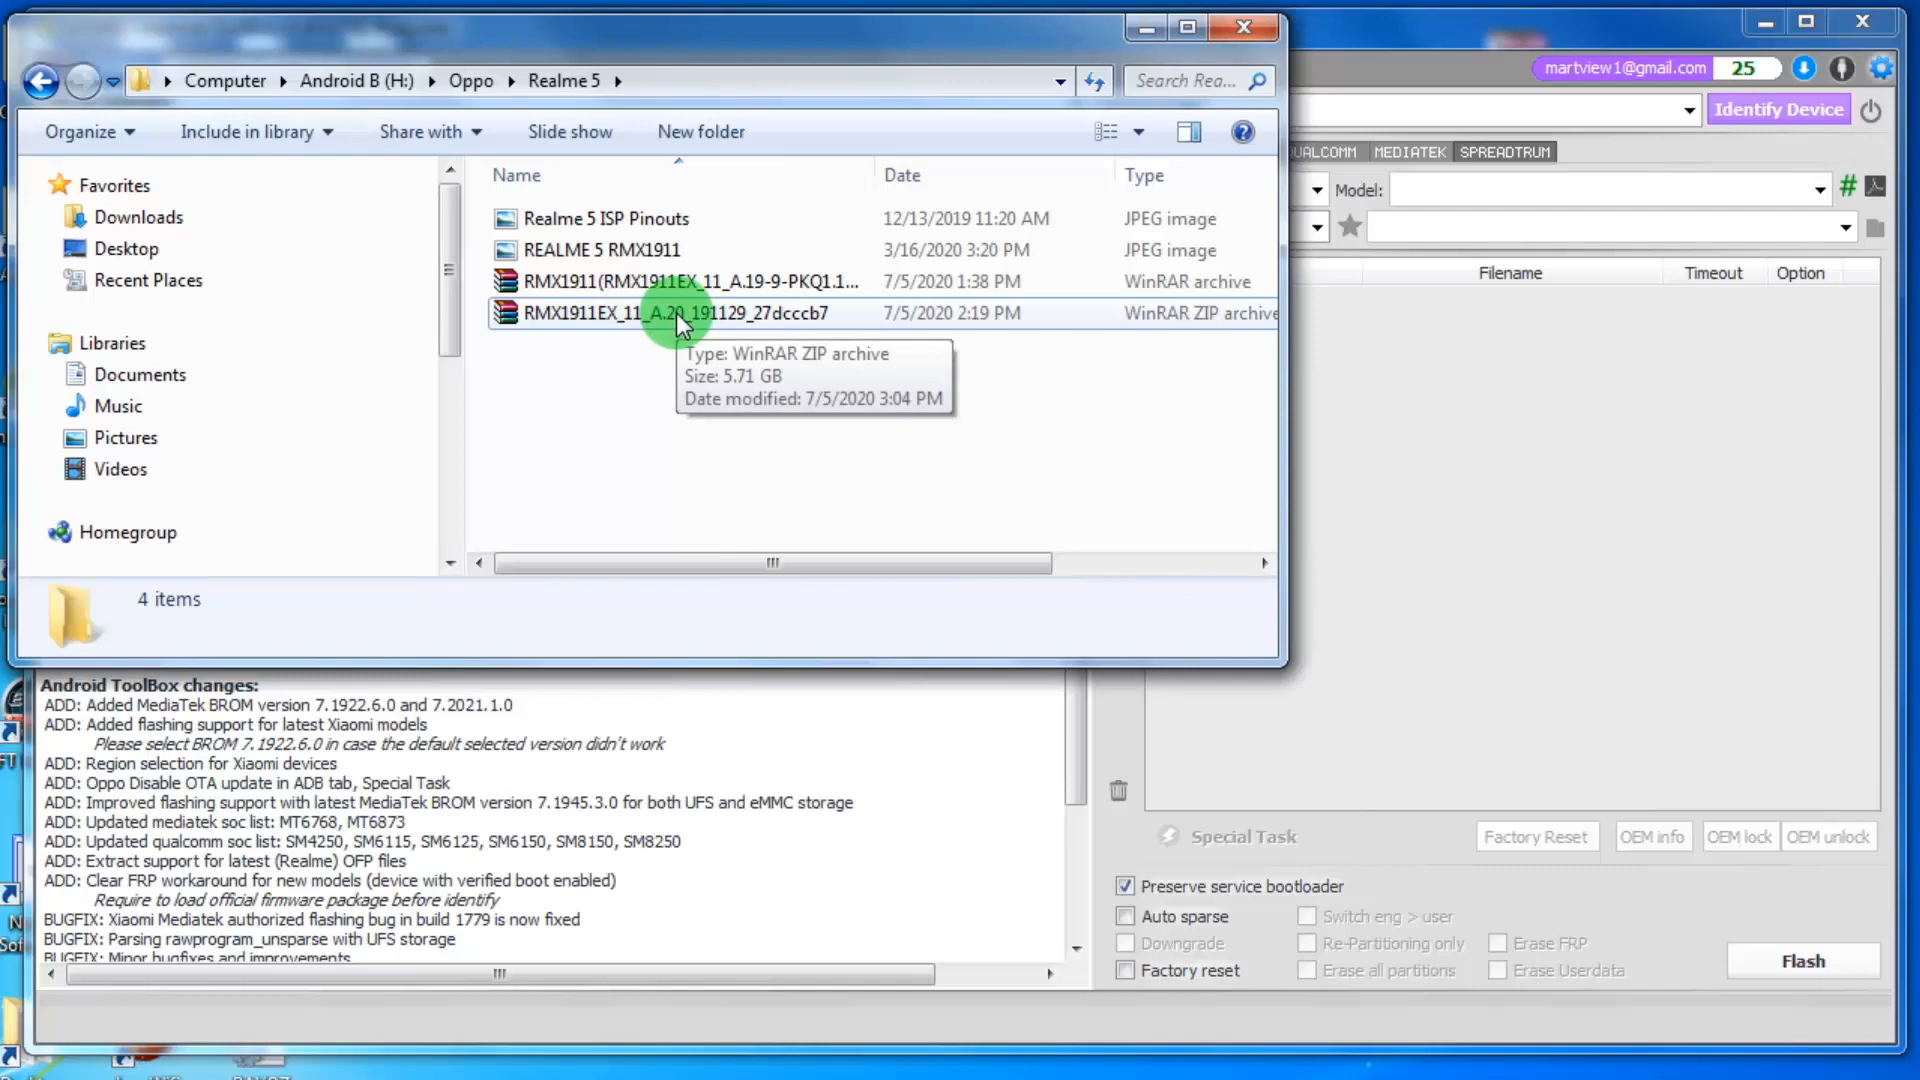 Computer Android B (H:) Oppo Realme 5
Search Rea...
martview1@gmail.com 25
Identify Device
Organize Include in library Share with Slide show New folder
MEDIATEK SPREADTRUM
Model:
Name Date Type
Favorites
Downloads
Desktop
Recent Places
Libraries
Documents
Music
Pictures
Videos
Homegroup
Realme 5 ISP Pinouts 12/13/2019 11:20 AM JPEG image
REALME 5 RMX1911 3/16/2020 3:20 PM JPEG image
RMX1911(RMX1911EX_11_A.19-9-PKQ1.1... 7/5/2020 1:38 PM WinRAR archive
RMX1911EX_11_A.20_191129_27dcccb7 7/5/2020 2:19 PM WinRAR ZIP archive
Type: WinRAR ZIP archive
Size: 5.71 GB
Date modified: 7/5/2020 3:04 PM
4 items
Filename Timeout Option
Android ToolBox changes:
ADD: Added MediaTek BROM version 7.1922.6.0 and 7.2021.1.0
ADD: Added flashing support for latest Xiaomi models
Please select BROM 7.1922.6.0 in case the default selected version didn't work
ADD: Region selection for Xiaomi devices
ADD: Oppo Disable OTA update in ADB tab, Special Task
ADD: Improved flashing support with latest MediaTek BROM version 7.1945.3.0 for both UFS and eMMC storage
ADD: Updated mediatek soc list: MT6768, MT6873
ADD: Updated qualcomm soc list: SM4250, SM6115, SM6125, SM6150, SM8150, SM8250
ADD: Extract support for latest (Realme) OFP files
ADD: Clear FRP workaround for new models (device with verified boot enabled)
Require to load official firmware package before identify
BUGFIX: Xiaomi Mediatek authorized flashing bug in build 1779 is now fixed
BUGFIX: Parsing rawprogram_unsparse with UFS storage
BUGFIX: Minor bugfixes and improvements
Special Task Factory Reset OEM info OEM lock OEM unlock
Preserve service bootloader
Auto sparse Switch eng > user
Downgrade Re-Partitioning only Erase FRP
Factory reset Erase all partitions Erase Userdata
Flash